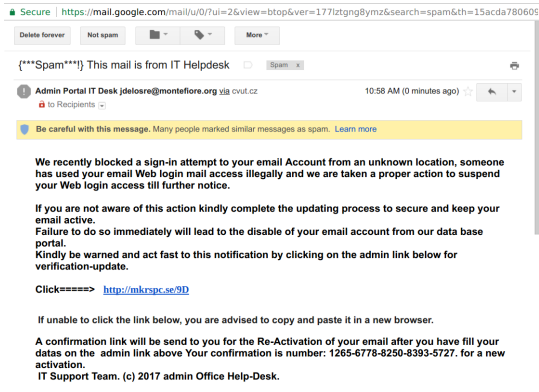 Secure | https://mail.google.com/mail/u/0/?ui=2&view=btop&ver=177lztgng8ymz&search=spam&th=15acda780609
Delete forever Not spam More
{***Spam***!} This mail is from IT Helpdesk Spam x
Admin Portal IT Desk jdelosre@montefiore.org via cvut.cz 10:58 AM (0 minutes ago)
to Recipients
Be careful with this message. Many people marked similar messages as spam. Learn more
We recently blocked a sign-in attempt to your email Account from an unknown location, someone
has used your email Web login mail access illegally and we are taken a proper action to suspend
your Web login access till further notice.
If you are not aware of this action kindly complete the updating process to secure and keep your
email active.
Failure to do so immediately will lead to the disable of your email account from our data base
portal.
Kindly be warned and act fast to this notification by clicking on the admin link below for
verification-update.
Click=====> http://mkrspc.se/9D
If unable to click the link below, you are advised to copy and paste it in a new browser.
A confirmation link will be send to you for the Re-Activation of your email after you have fill your
datas on the admin link above Your confirmation is number: 1265-6778-8250-8393-5727. for a new
activation.
IT Support Team. (c) 2017 admin Office Help-Desk.